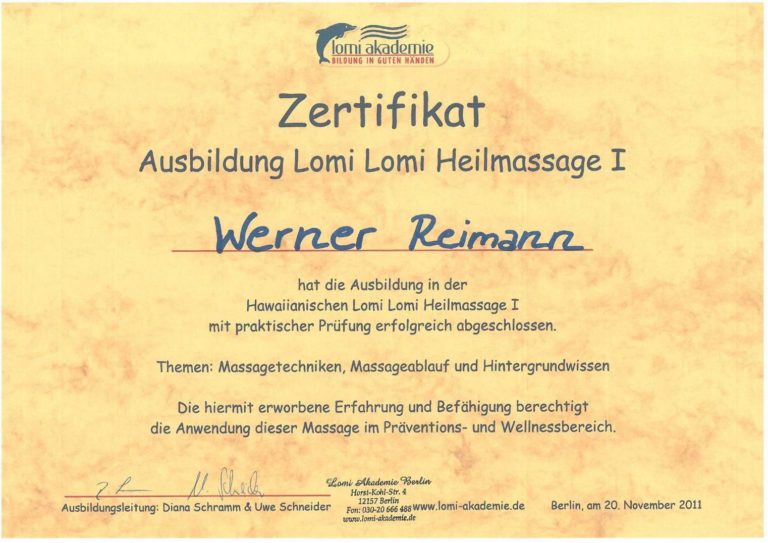 lomi akademie
BILDUNG IN GUTEN HÄNDEN
Zertifikat
Ausbildung Lomi Lomi Heilmassage I
Werner Reimann
hat die Ausbildung in der
Hawaiianischen Lomi Lomi Heilmassage I
mit praktischer Prüfung erfolgreich abgeschlossen.
Themen: Massagetechniken, Massageablauf und Hintergrundwissen
Die hiermit erworbene Erfahrung und Befähigung berechtigt
die Anwendung dieser Massage im Präventions- und Wellnessbereich.
Ausbildungsleitung: Diana Schramm & Uwe Schneider
Lomi Akademie Berlin
Horst-Kohl-Str. 4
12157 Berlin
Fon: 030-20 666 488
www.lomi-akademie.de
www.lomi-akademie.de
Berlin, am 20. November 2011